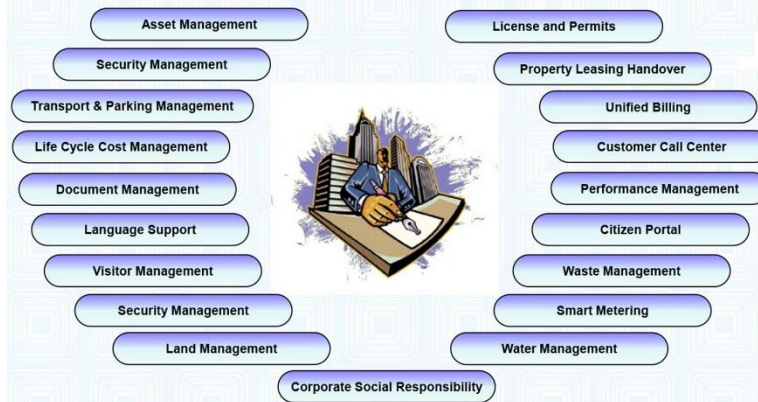 Asset Management
Security Management
Transport & Parking Management
Life Cycle Cost Management
Document Management
Language Support
Visitor Management
Security Management
Land Management
Corporate Social Responsibility
License and Permits
Property Leasing Handover
Unified Billing
Customer Call Center
Performance Management
Citizen Portal
Waste Management
Smart Metering
Water Management